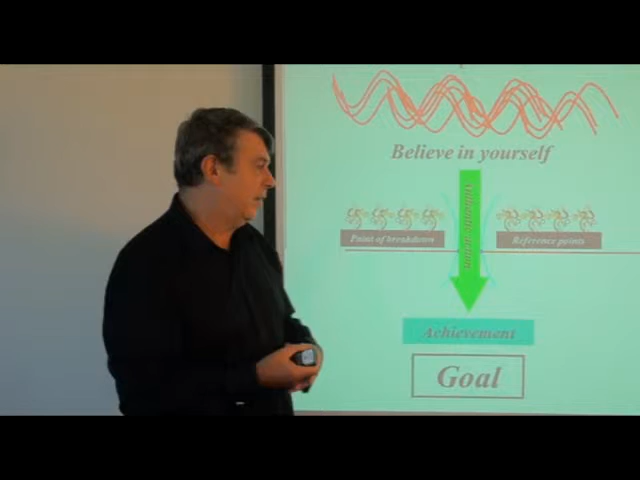 Believe in yourself
Point of breakdown
Reference points
Achievement
Goal